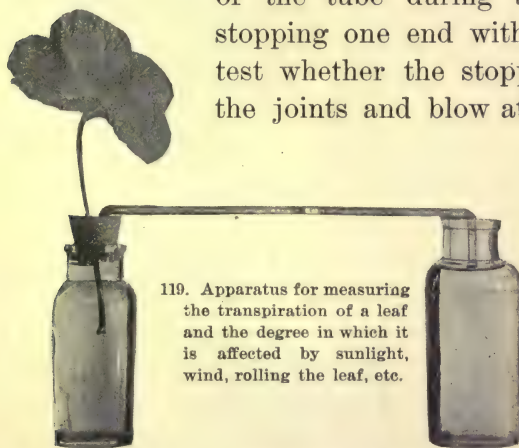 of the tube during
stopping one end with
test whether the
the joints and blow
119. Apparatus for measuring
the transpiration of a leaf
and the degree in which it
is affected by sunlight,
wind, rolling the leaf, etc.